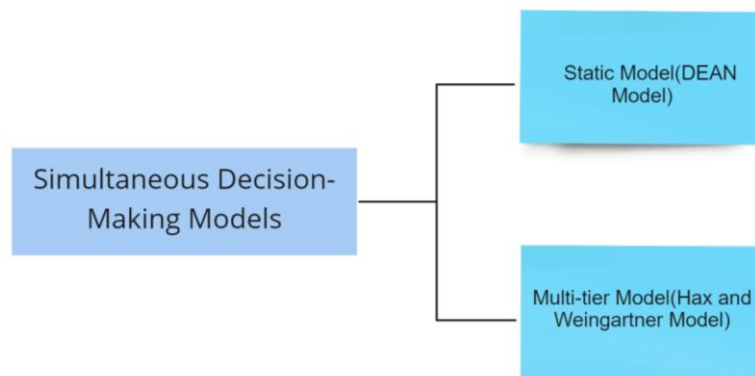 Static Model(DEAN
Model)
Simultaneous Decision-
Making Models
Multi-tier Model(Hax and
Weingartner Model)